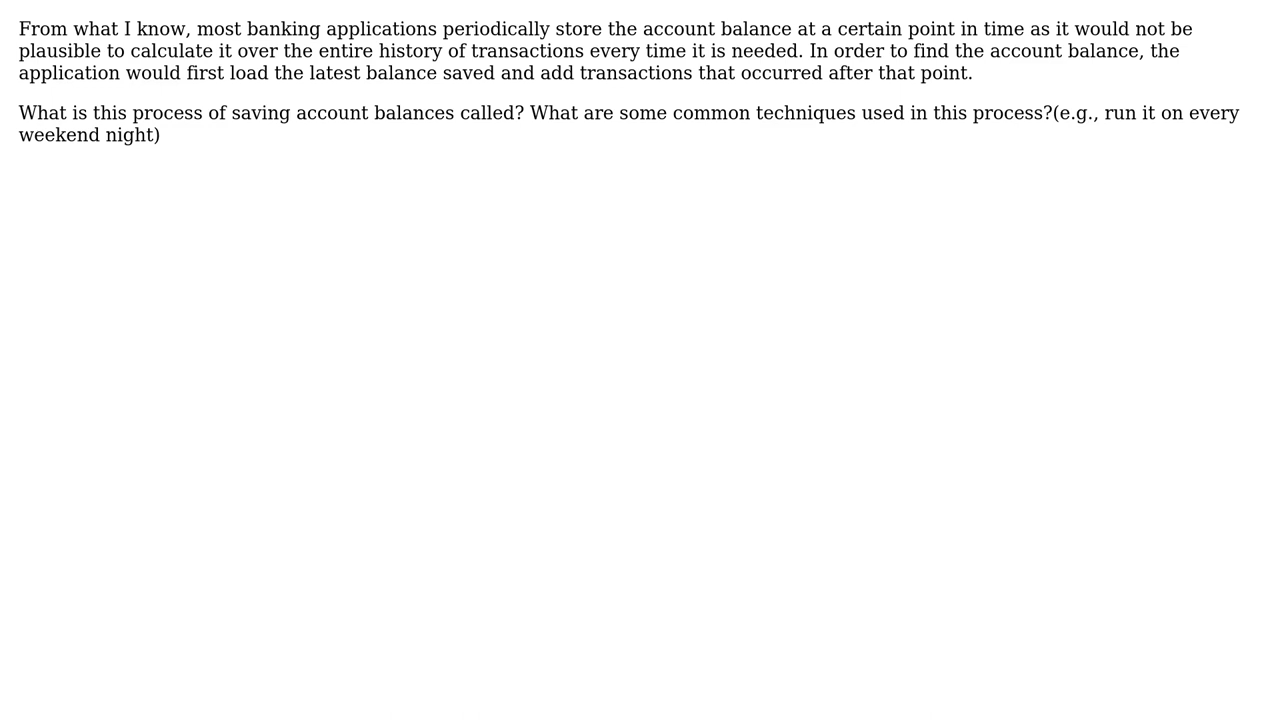 From what I know, most banking applications periodically store the account balance at a certain point in time as it would not be
plausible to calculate it over the entire history of transactions every time it is needed. In order to find the account balance, the
application would first load the latest balance saved and add transactions that occurred after that point.
What is this process of saving account balances called? What are some common techniques used in this process?(e.g., run it on every
weekend night)